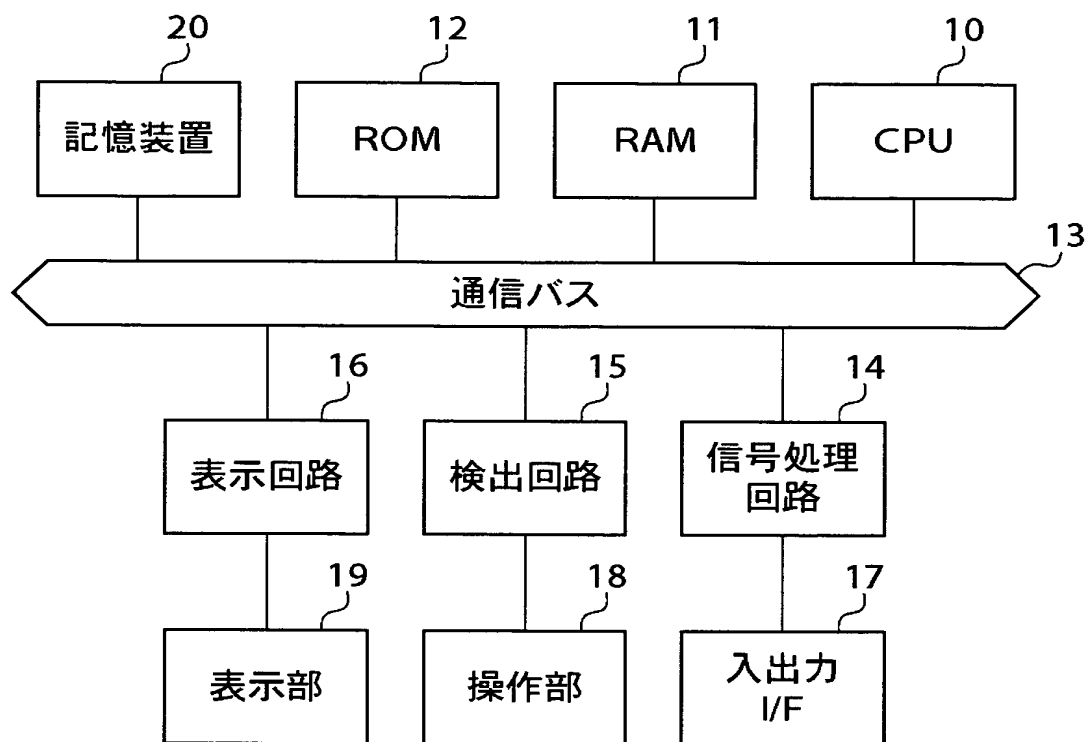 20
12
11
10
記憶装置
ROM
RAM
CPU
13
通信バス
16
15
14
表示回路
検出回路
信号処理
回路
19
18
17
表示部
操作部
入出力
I/F